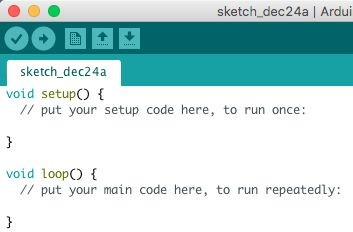 sketch_dec24a | Ardui
sketch_dec24a
void setup() {
  // put your setup code here, to run once:
}
void loop() {
  // put your main code here, to run repeatedly:
}